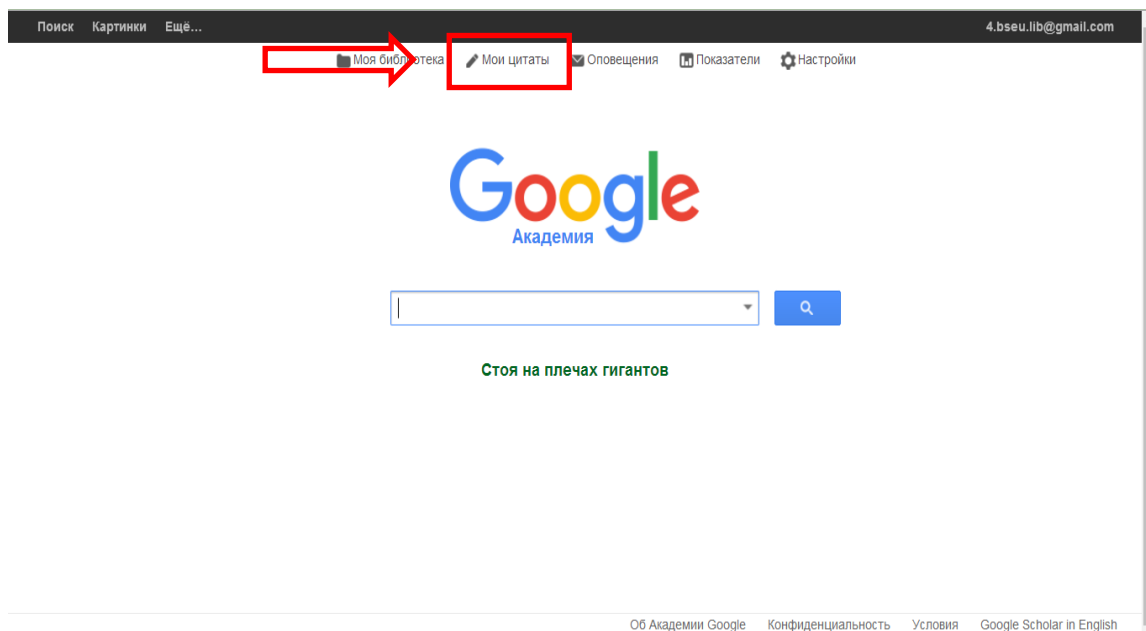 Поиск Картинки Ещё... 4.bseu.lib@gmail.com
Моя библиотека Мои цитаты Оповещения Показатели Настройки
Google
Академия
Стоя на плечах гигантов
Об Академии Google Конфиденциальность Условия Google Scholar in English